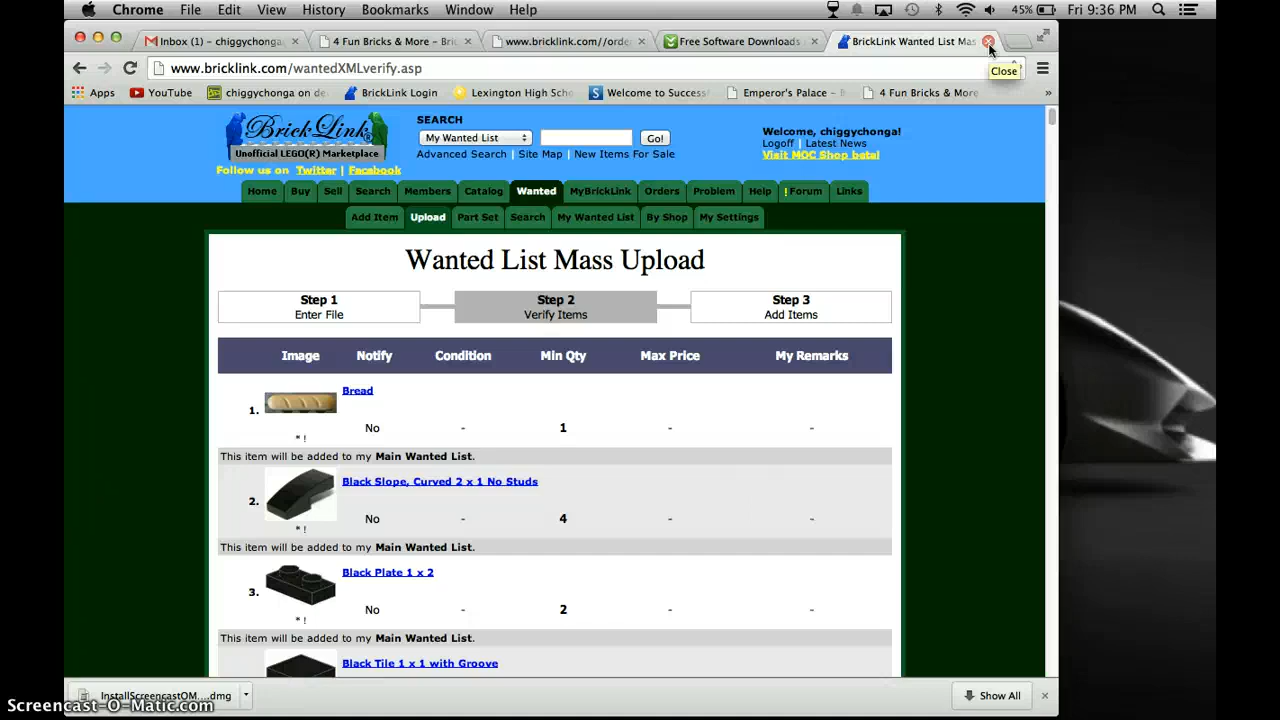 Chrome File Edit View History Bookmarks Window Help 45% Fri 9:36 PM
Inbox (1) – chiggychonga 4 Fun Bricks & More – Brick www.bricklink.com//order Free Software Downloads BrickLink Wanted List Mas
www.bricklink.com/wantedXMLverify.asp
Close
Apps YouTube chiggychonga on de Lexington High Scho Welcome to Success BrickLink Login Emperor's Palace – 4 Fun Bricks & More »
BrickLink
Unofficial LEGO(R) Marketplace
Follow us on Twitter | Facebook
SEARCH
My Wanted List Go!
Advanced Search | Site Map | New Items For Sale
Welcome, chiggychonga!
Logoff | Latest News
Visit MOC Shop beta!
Home Buy Sell Search Members Catalog Wanted MyBrickLink Orders Problem Help ! Forum Links
Add Item Upload Part Set Search My Wanted List By Shop My Settings
Wanted List Mass Upload
Step 1
Enter File
Step 2
Verify Items
Step 3
Add Items
Image Notify Condition Min Qty Max Price My Remarks
Bread
1.
No - 1 - -
* !
This item will be added to my Main Wanted List.
Black Slope, Curved 2 x 1 No Studs
2.
No - 4 - -
* !
This item will be added to my Main Wanted List.
Black Plate 1 x 2
3.
No - 2 - -
* !
This item will be added to my Main Wanted List.
Black Tile 1 x 1 with Groove
InstallScreencastOM....dmg Show All
Screencast-O-Matic.com